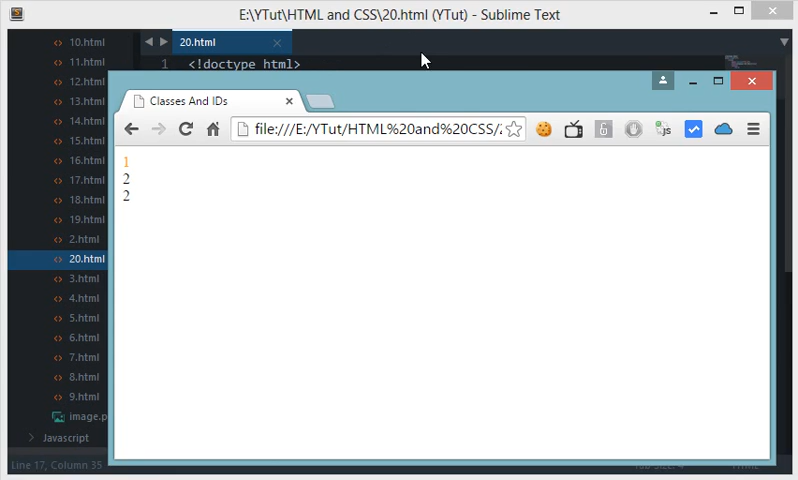 E:\YTut\HTML and CSS\20.html (YTut) - Sublime Text
10.html
20.html
11.html
1 <!doctype html>
12.html
13.html
14.html
15.html
16.html
17.html
18.html
19.html
2.html
20.html
3.html
4.html
5.html
6.html
7.html
8.html
9.html
image.p
Javascript
Line 17, Column 35
Classes And IDs
file:///E:/YTut/HTML%20and%20CSS/2
js
1
2
2